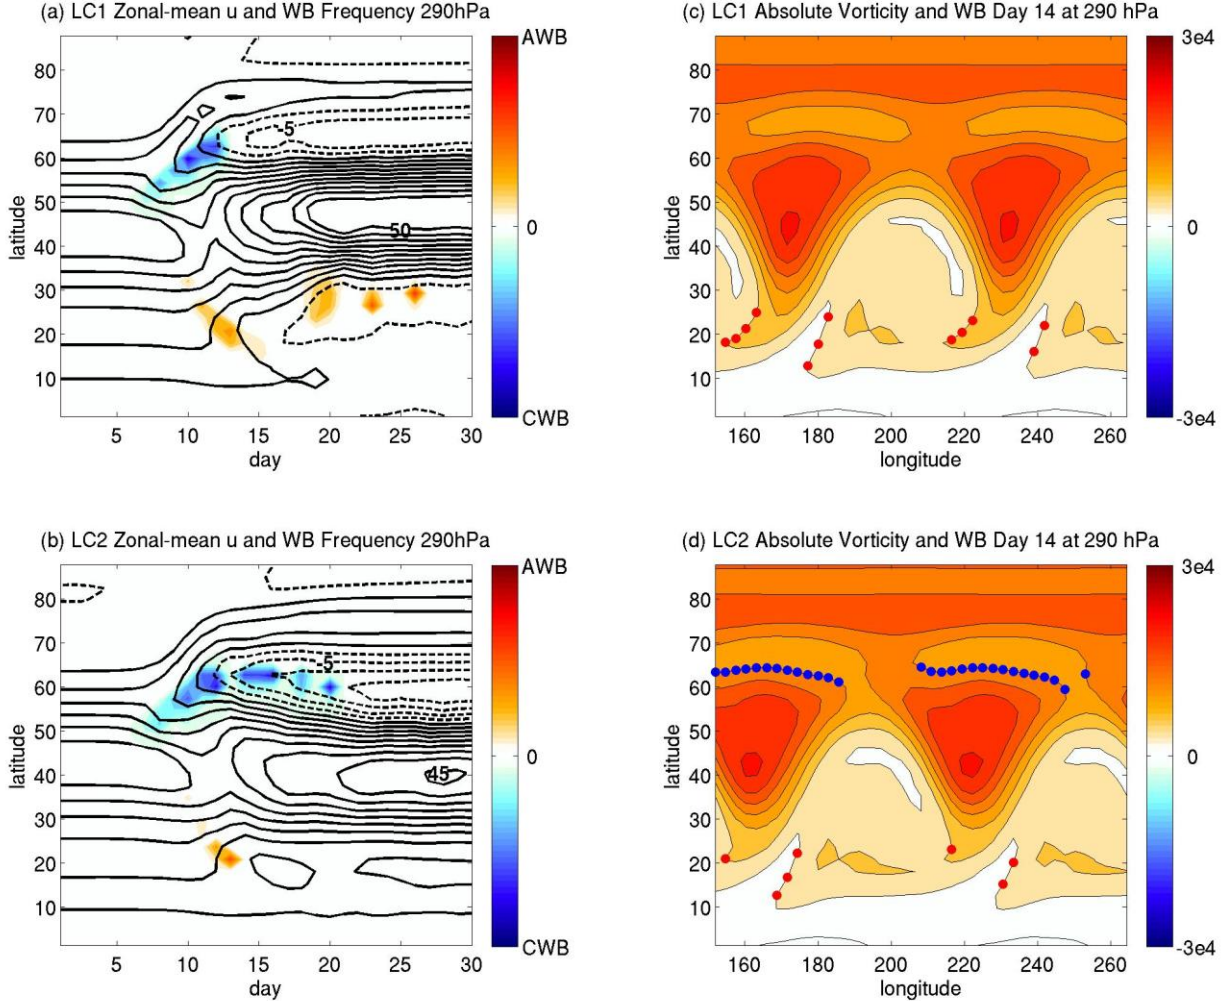 (a) LC1 Zonal-mean u and WB Frequency 290hPa
AWB
80
70
60
50
40
30
20
10
latitude
-5
50
0
CWB
5 10 15 20 25 30
day
(c) LC1 Absolute Vorticity and WB Day 14 at 290 hPa
3e4
80
70
60
50
40
30
20
10
latitude
0
-3e4
160 180 200 220 240 260
longitude
(b) LC2 Zonal-mean u and WB Frequency 290hPa
AWB
80
70
60
50
40
30
20
10
latitude
-5
45
0
CWB
5 10 15 20 25 30
day
(d) LC2 Absolute Vorticity and WB Day 14 at 290 hPa
3e4
80
70
60
50
40
30
20
10
latitude
0
-3e4
160 180 200 220 240 260
longitude